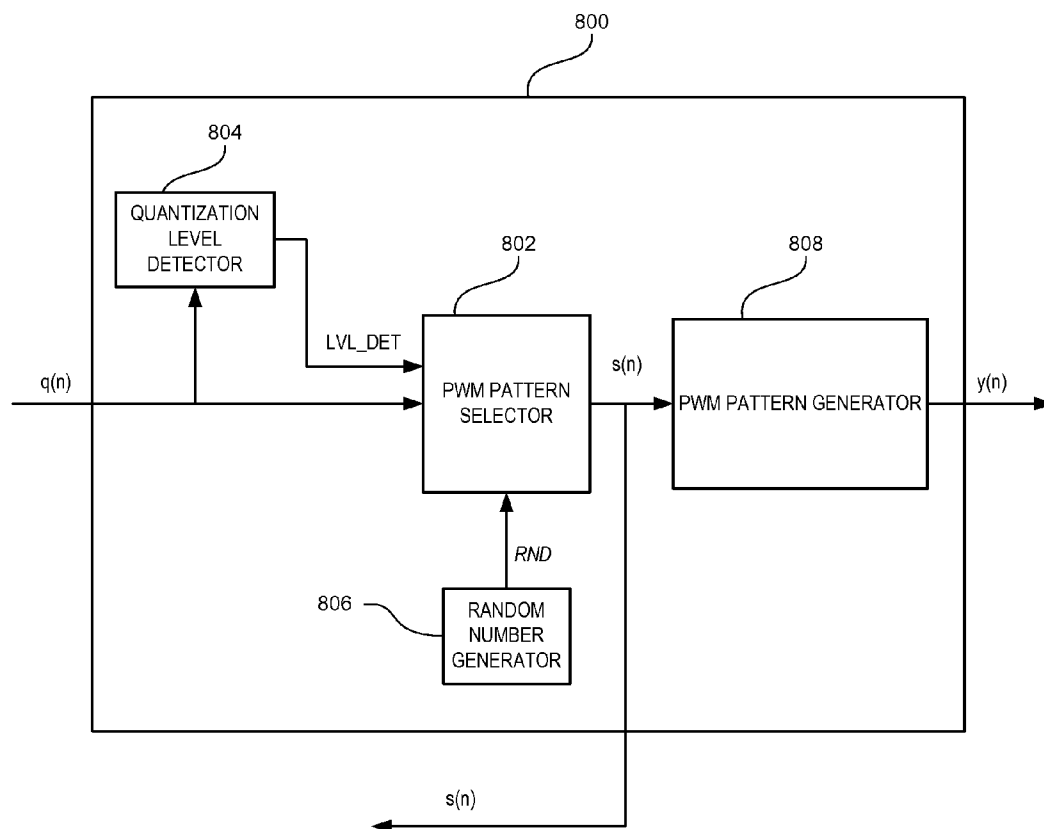 800
804
QUANTIZATION
LEVEL
DETECTOR
802
808
LVL_DET
q(n)
PWM PATTERN
SELECTOR
s(n)
PWM PATTERN GENERATOR
y(n)
RND
806
RANDOM
NUMBER
GENERATOR
s(n)